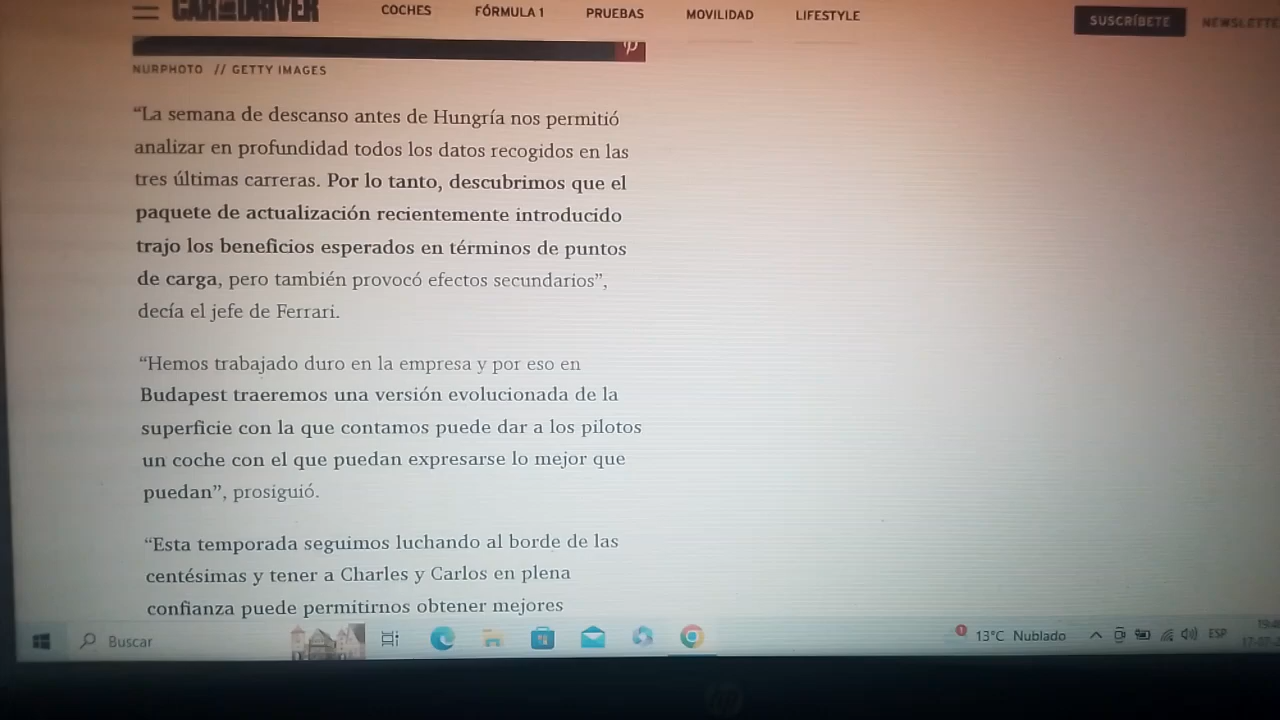 CAR AND DRIVER
COCHES FÓRMULA 1 PRUEBAS MOVILIDAD LIFESTYLE
SUSCRÍBETE
NURPHOTO // GETTY IMAGES
“La semana de descanso antes de Hungría nos permitió
analizar en profundidad todos los datos recogidos en las
tres últimas carreras. Por lo tanto, descubrimos que el
paquete de actualización recientemente introducido
trajo los beneficios esperados en términos de puntos
de carga, pero también provocó efectos secundarios”,
decía el jefe de Ferrari.
“Hemos trabajado duro en la empresa y por eso en
Budapest traeremos una versión evolucionada de la
superficie con la que contamos puede dar a los pilotos
un coche con el que puedan expresarse lo mejor que
puedan”, prosiguió.
“Esta temporada seguimos luchando al borde de las
centésimas y tener a Charles y Carlos en plena
confianza puede permitirnos obtener mejores
Buscar
1 13°C Nublado
ESP
hp